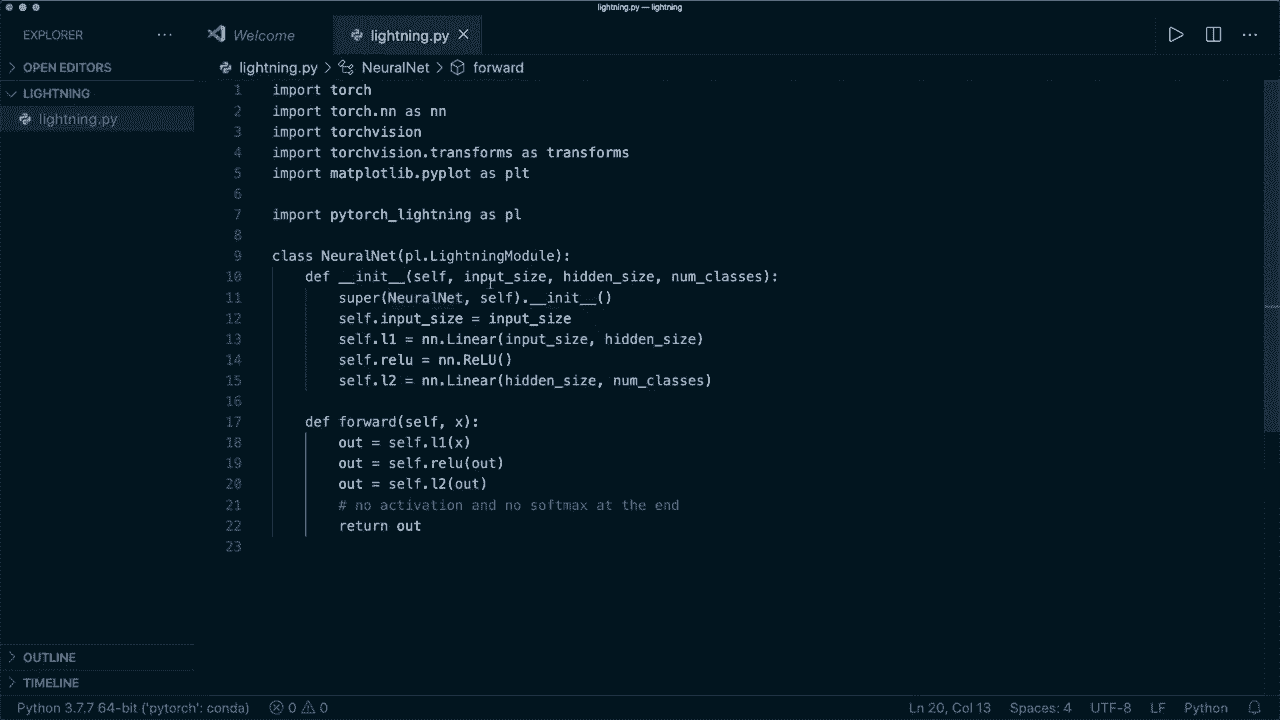 lightning.py — lightning
EXPLORER
Welcome
lightning.py
OPEN EDITORS
lightning.py > NeuralNet > forward
LIGHTNING
lightning.py
1 import torch
2 import torch.nn as nn
3 import torchvision
4 import torchvision.transforms as transforms
5 import matplotlib.pyplot as plt
6
7 import pytorch_lightning as pl
8
9 class NeuralNet(pl.LightningModule):
10     def __init__(self, input_size, hidden_size, num_classes):
11         super(NeuralNet, self).__init__()
12         self.input_size = input_size
13         self.l1 = nn.Linear(input_size, hidden_size)
14         self.relu = nn.ReLU()
15         self.l2 = nn.Linear(hidden_size, num_classes)
16
17     def forward(self, x):
18         out = self.l1(x)
19         out = self.relu(out)
20         out = self.l2(out)
21         # no activation and no softmax at the end
22         return out
23
OUTLINE
TIMELINE
Python 3.7.7 64-bit ('pytorch': conda) 0 0 Ln 20, Col 13 Spaces: 4 UTF-8 LF Python